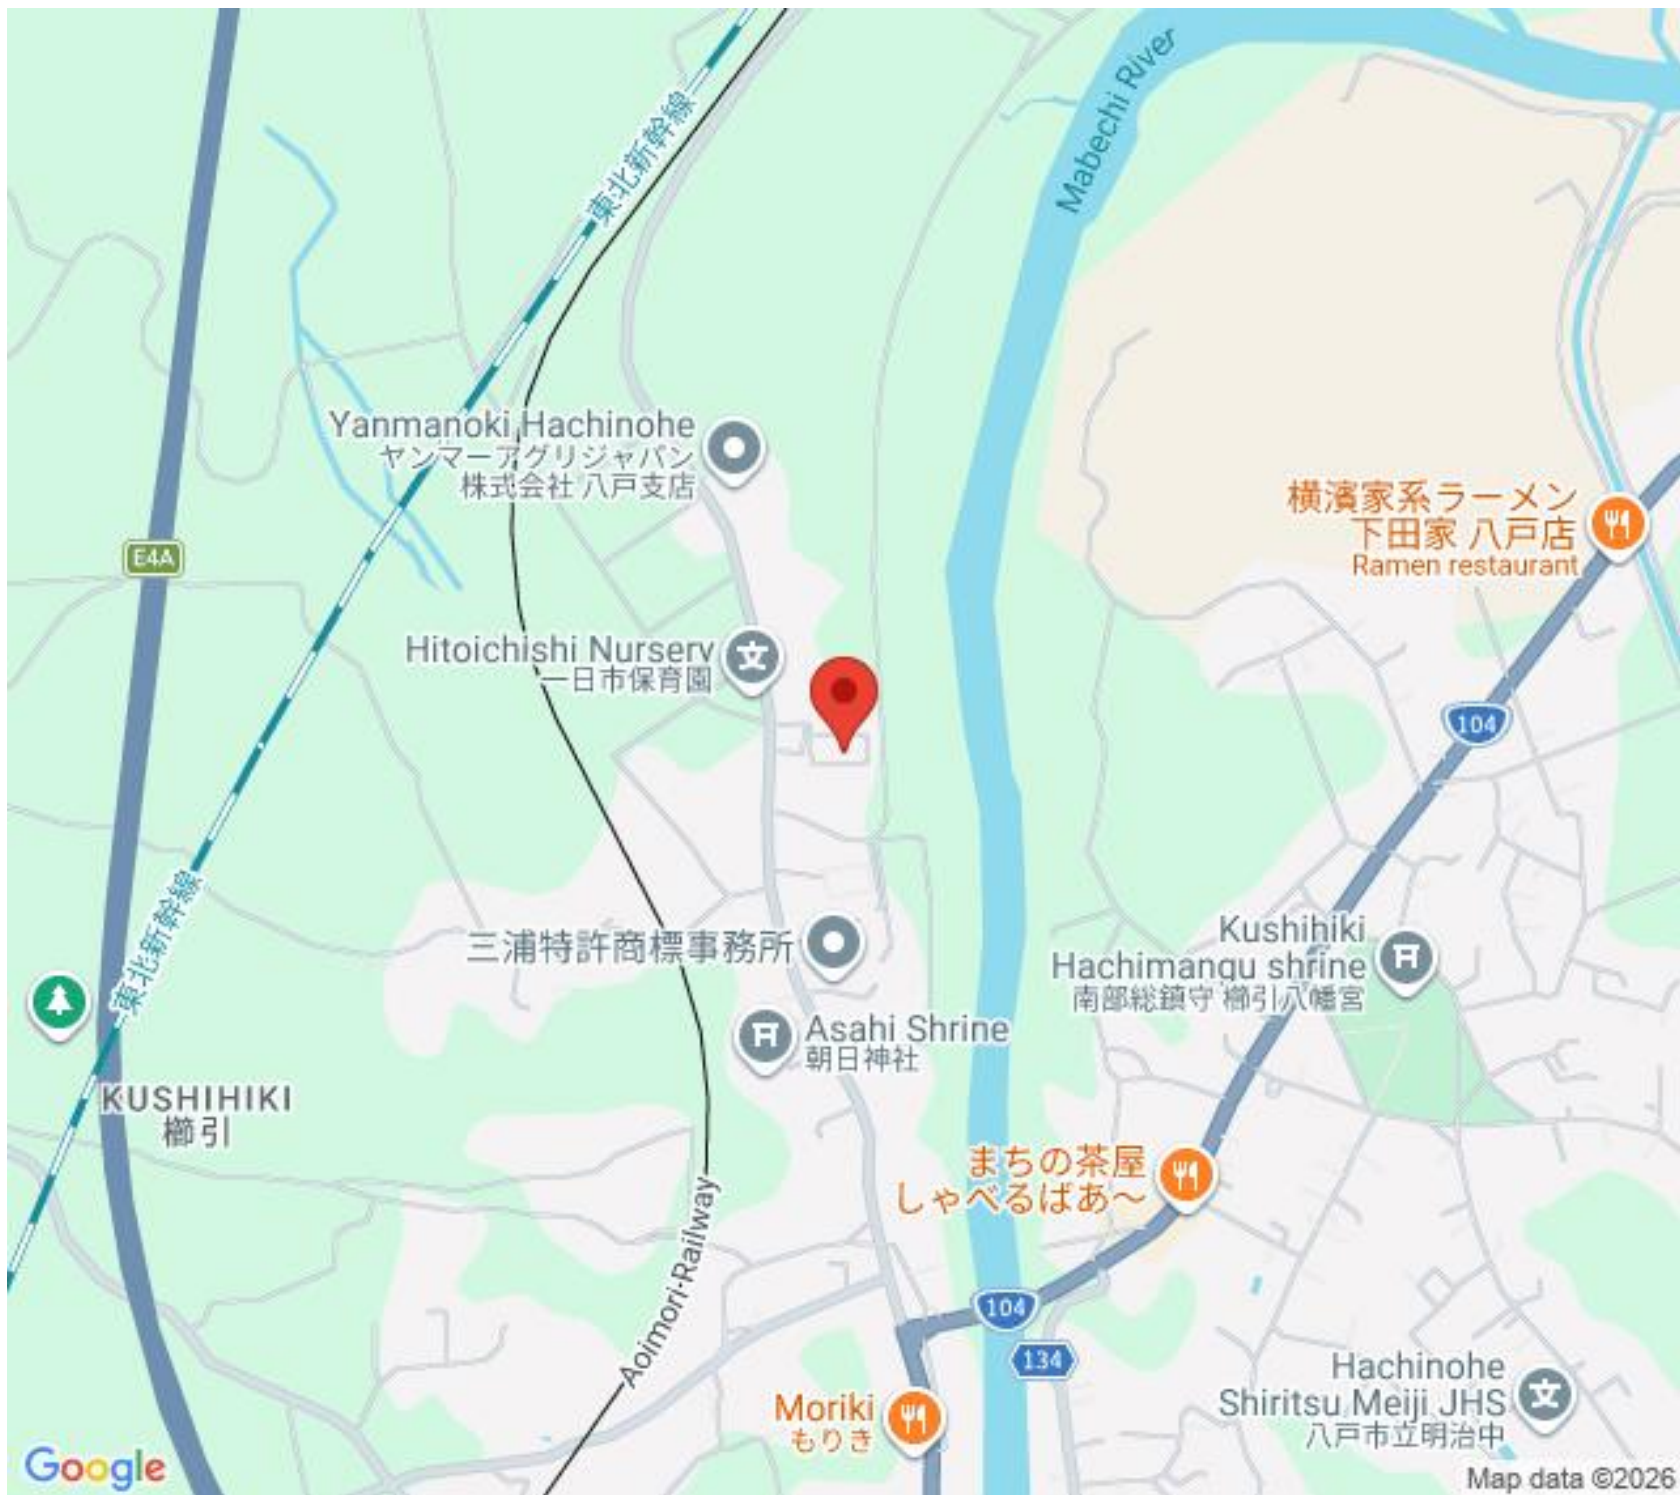 Mabechi River
東北新幹線
Yanmanoki Hachinohe
ヤンマーアグリジャパン
株式会社 八戸支店
横濱家系ラーメン
下田家 八戸店
Ramen restaurant
E4A
Hitoichishi Nursery
一日市保育園
104
東北新幹線
三浦特許商標事務所
Kushihiki
Hachimangu shrine
南部総鎮守 櫛引八幡宮
Asahi Shrine
朝日神社
KUSHIHIKI
櫛引
まちの茶屋
しゃべるばあ〜
Aoimori-Railway
104
134
Hachinohe
Shiritsu Meiji JHS
八戸市立明治中
Moriki
もりき
Google
Map data ©2026